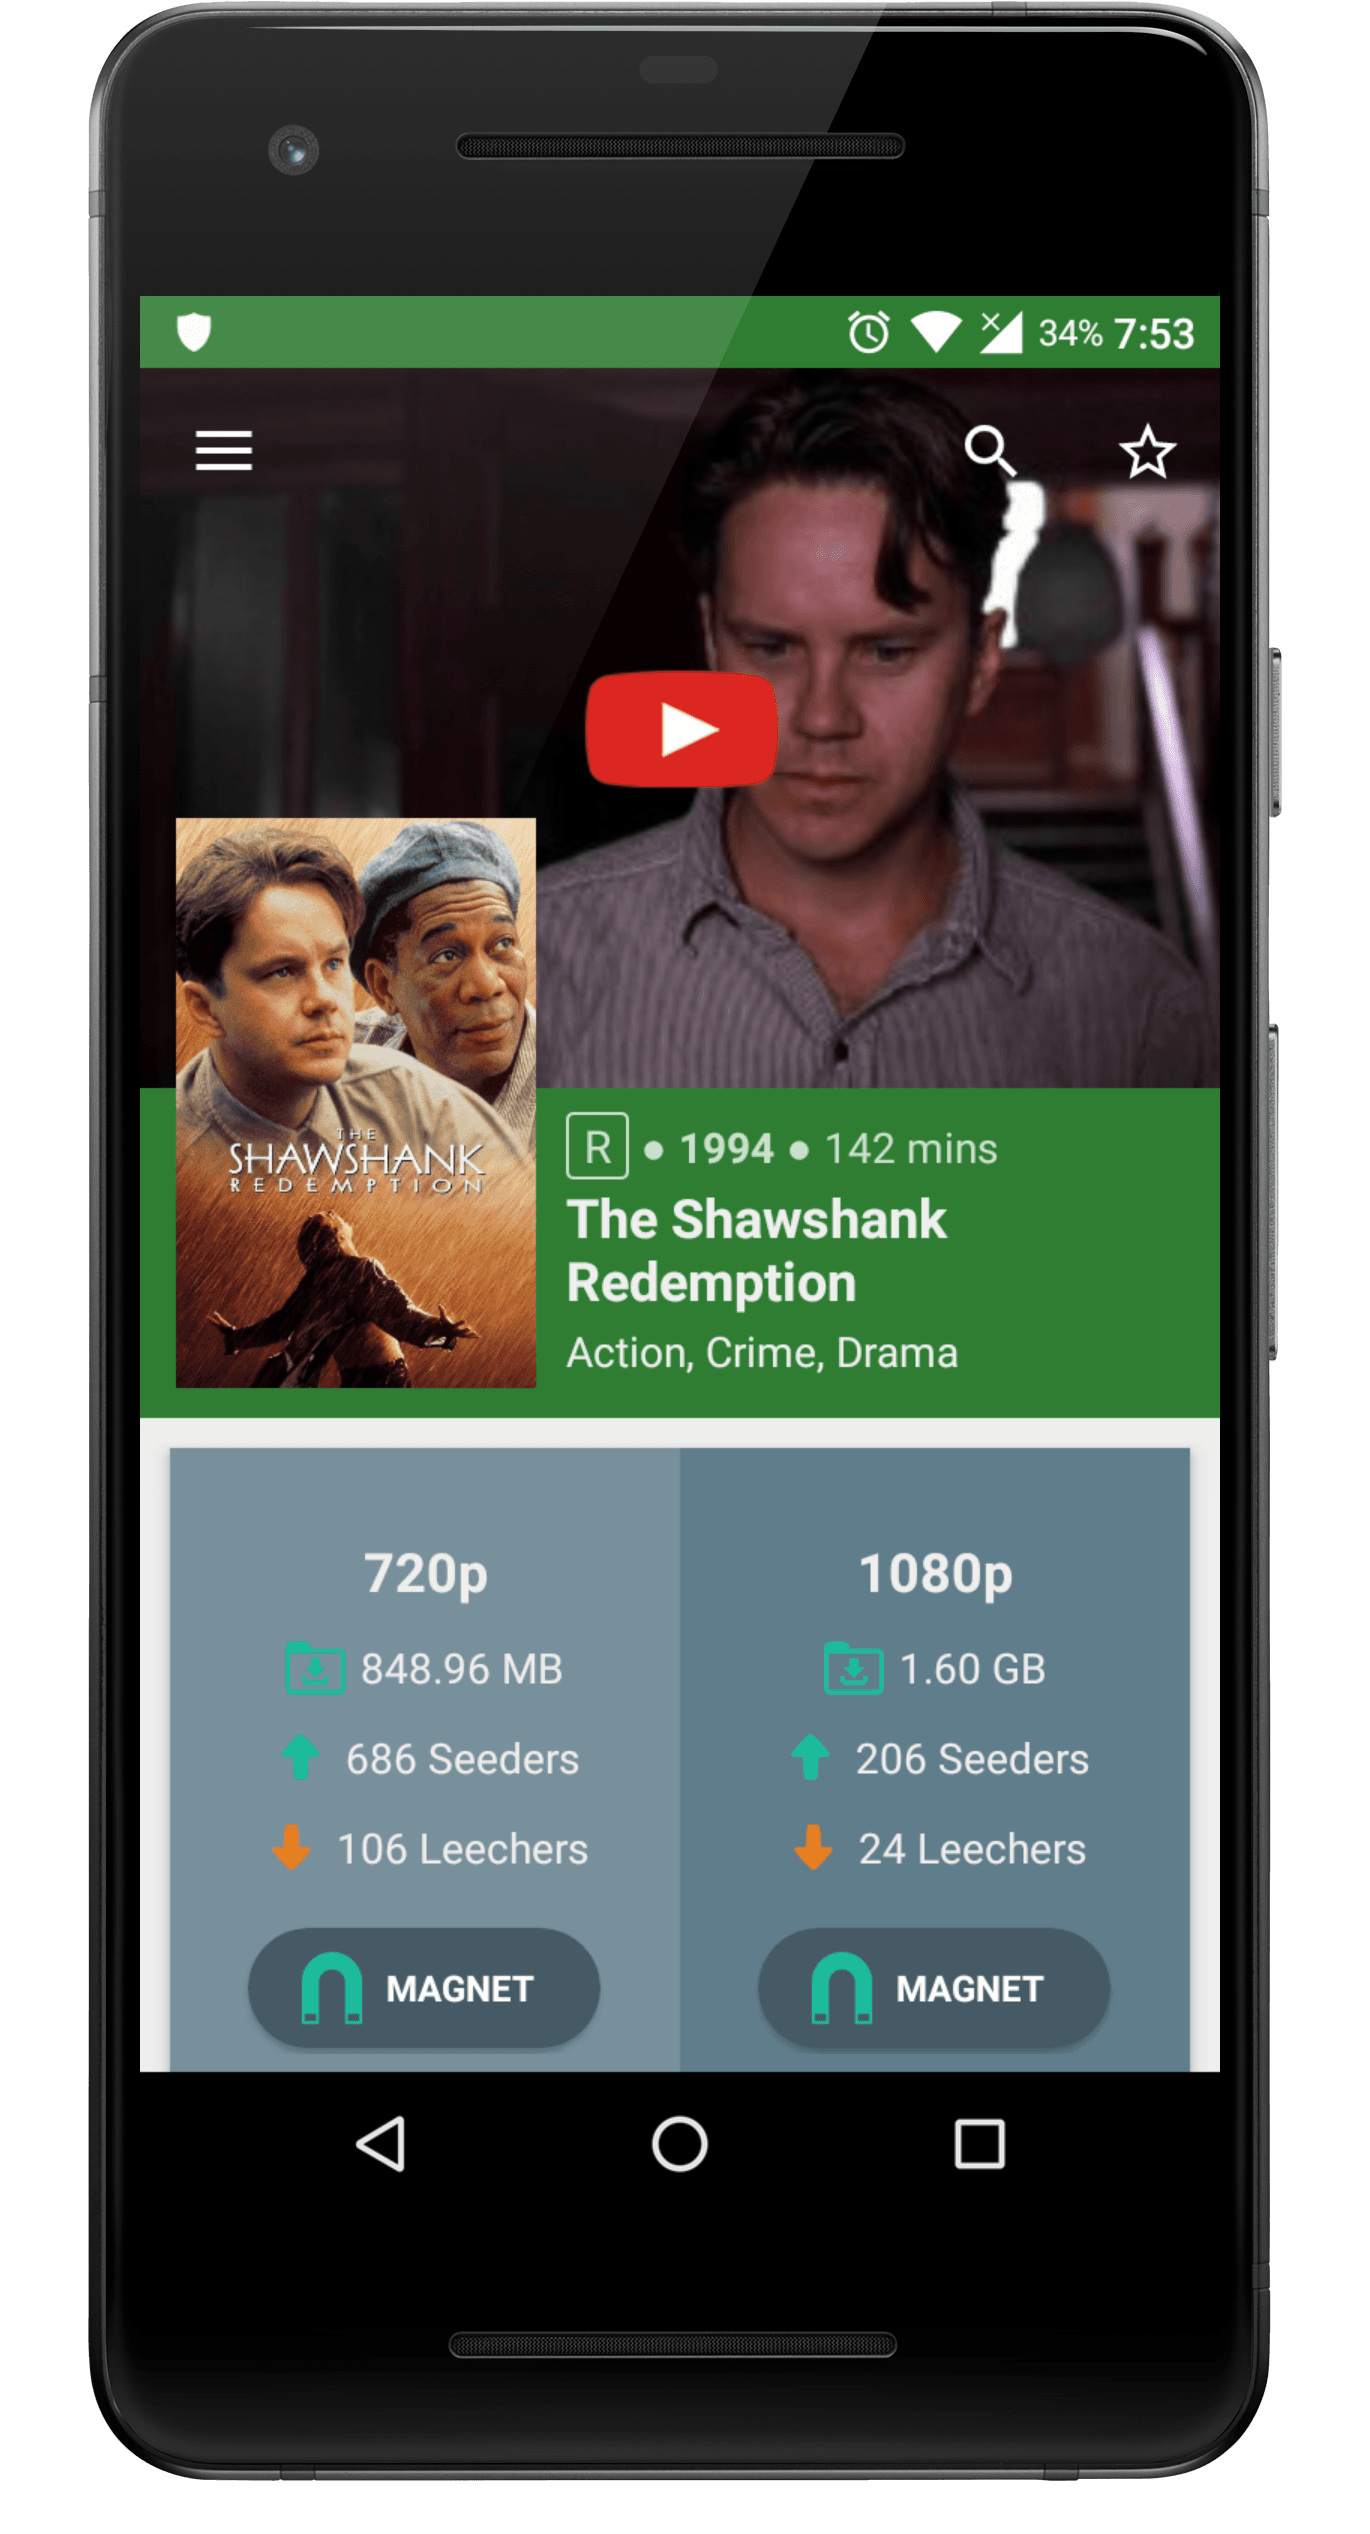 34% 7:53
THE
SHAWSHANK
REDEMPTION
R • 1994 • 142 mins
The Shawshank
Redemption
Action, Crime, Drama
720p
848.96 MB
686 Seeders
106 Leechers
MAGNET
1080p
1.60 GB
206 Seeders
24 Leechers
MAGNET